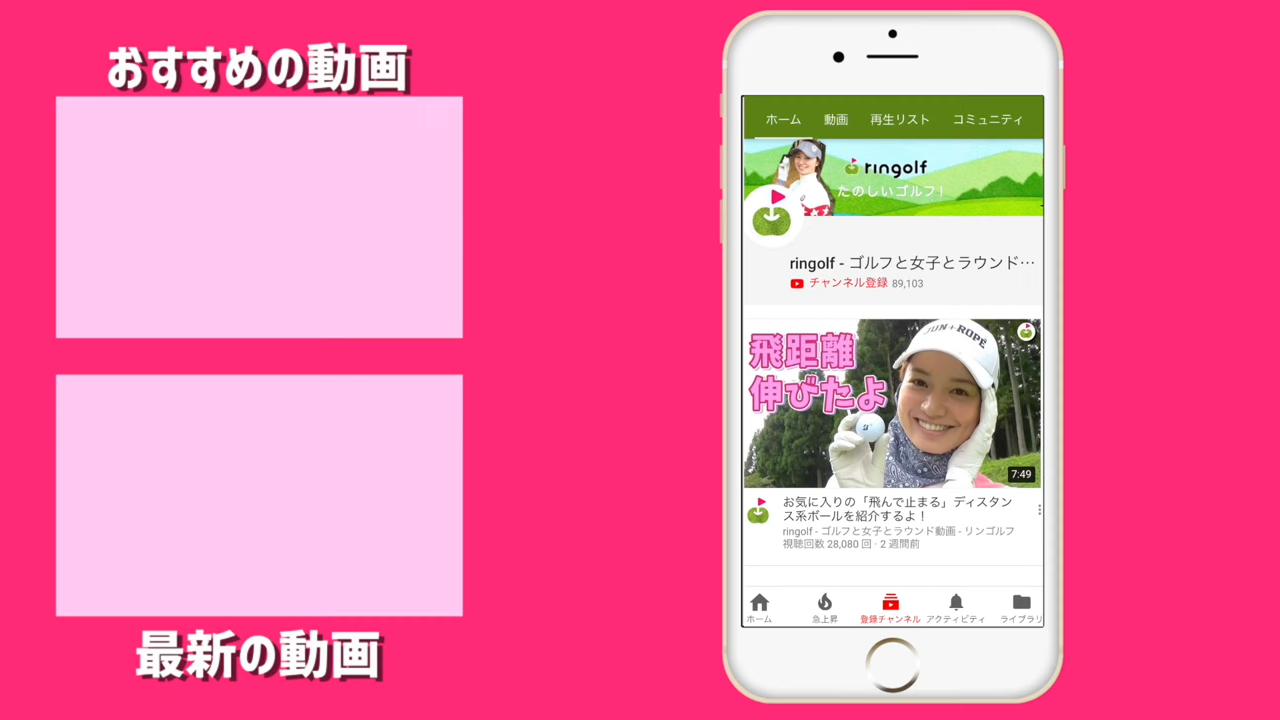 おすすめの動画
最新の動画
ホーム 動画 再生リスト コミュニティ
ringolf
たのしいゴルフ!
ringolf - ゴルフと女子とラウンド…
チャンネル登録 89,103
JUN+ROPÉ
飛距離
伸びたよ
7:49
お気に入りの「飛んで止まる」ディスタン
ス系ボールを紹介するよ！
ringolf - ゴルフと女子とラウンド動画 - リンゴルフ
視聴回数 28,080 回 · 2 週間前
ホーム 急上昇 登録チャンネル アクティビティ ライブラリ